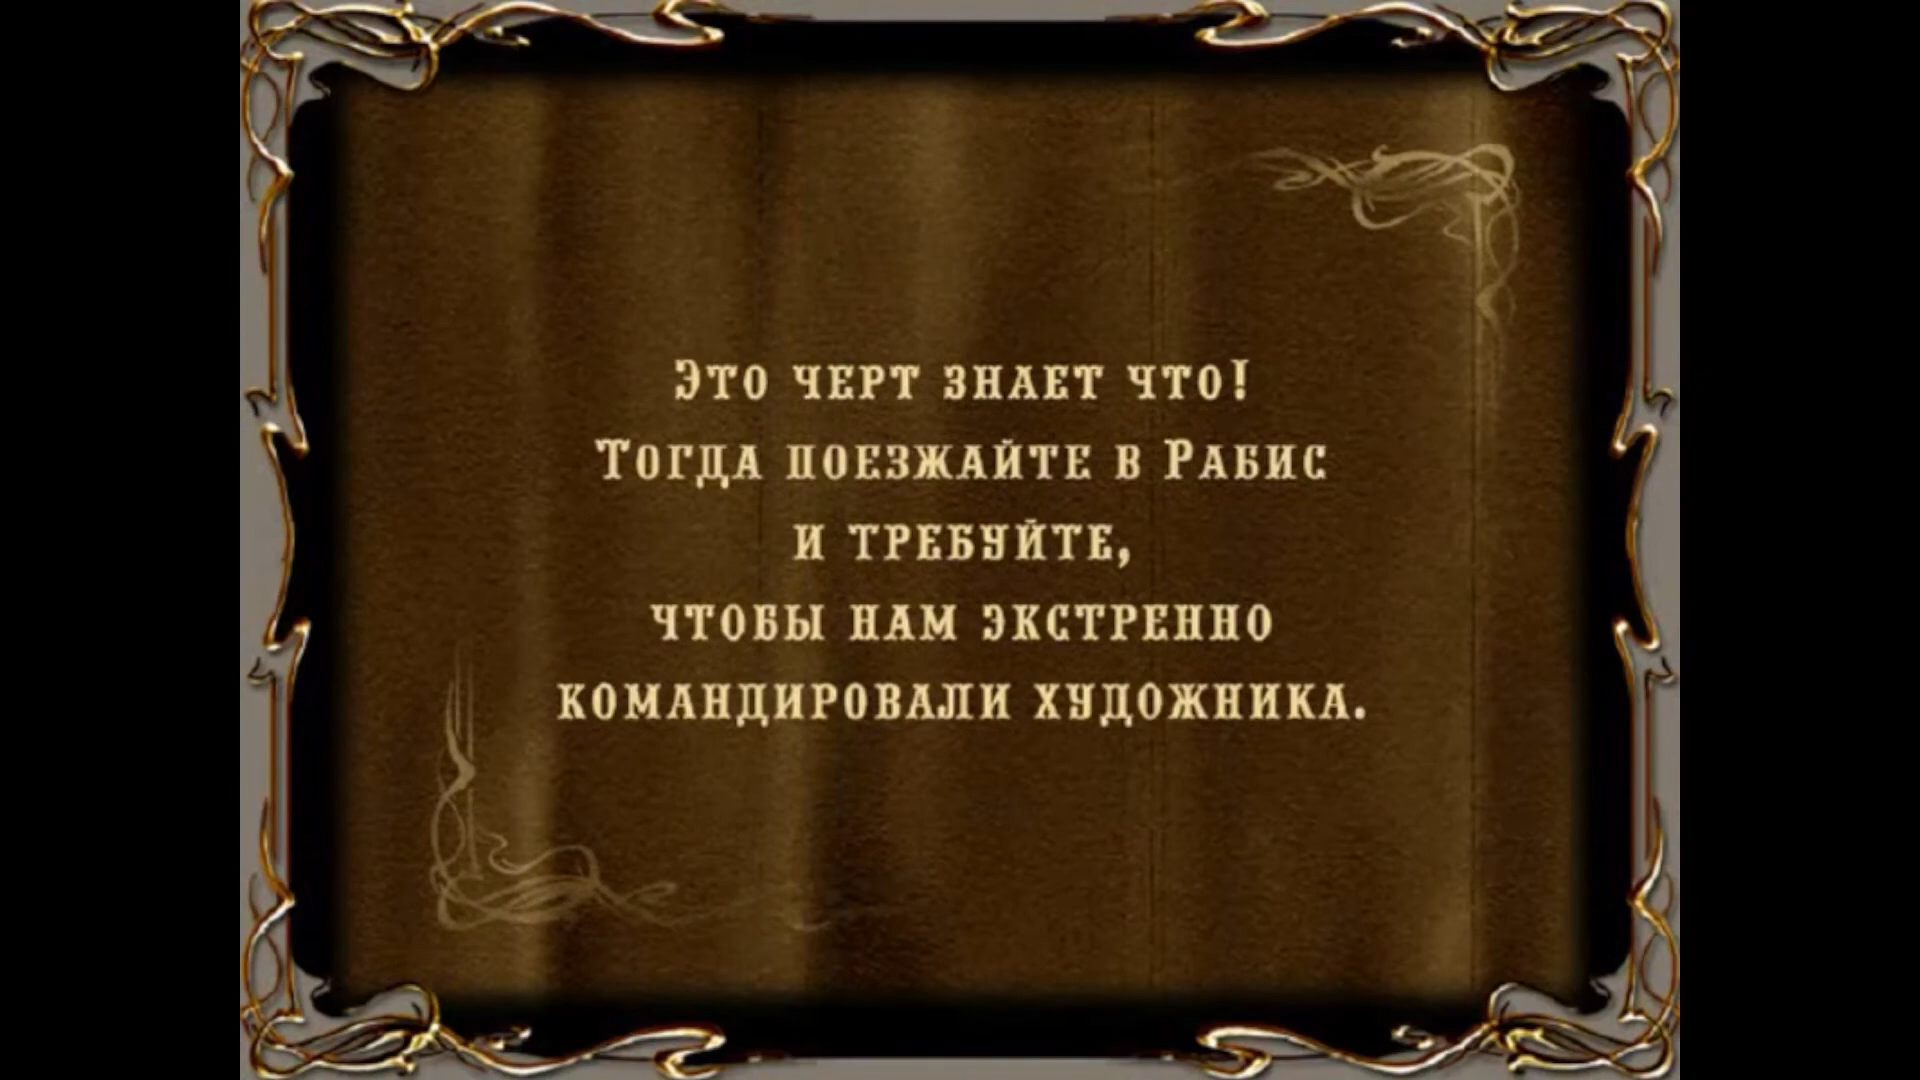 Это черт знает что!
Тогда поезжайте в Рабис
и требуйте,
чтобы нам экстренно
командировали художника.